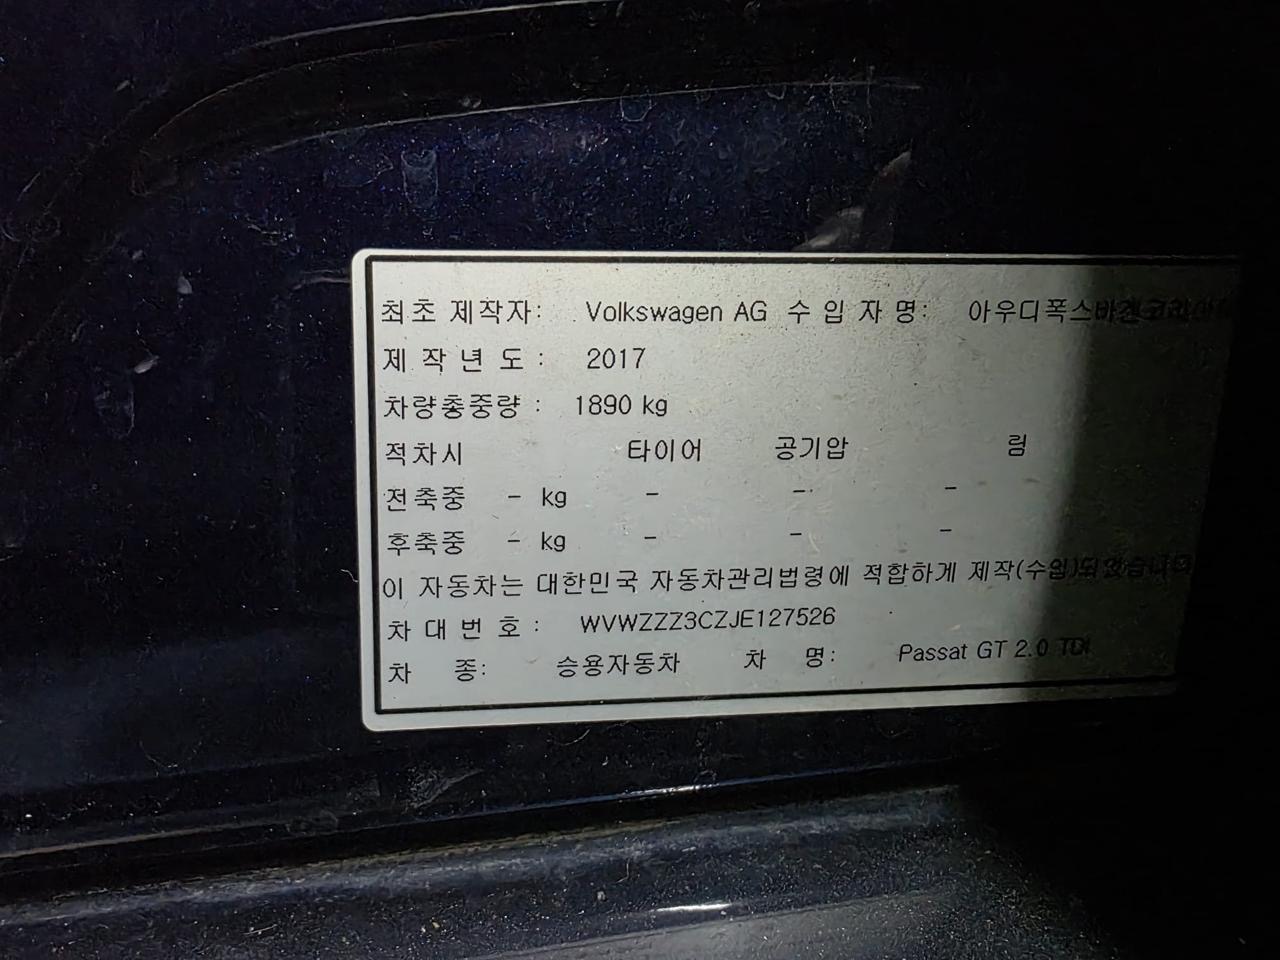 최초 제작자: Volkswagen AG 수 입 자 명: 아우디폭스바겐코리아
제 작 년 도 : 2017
차량총중량 : 1890 kg
적차시 타이어 공기압 림
전축중 - kg - - -
후축중 - kg - - -
이 자동차는 대한민국 자동차관리법령에 적합하게 제작(수입)되었습니다
차 대 번 호 : WVWZZZ3CZJE127526
차 종: 승용자동차 차 명: Passat GT 2.0 TDI